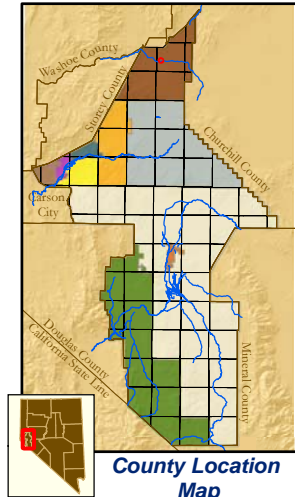 Washoe County
Storey County
Churchill County
Carson
City
Douglas County
California State Line
Mineral County
County Location
Map